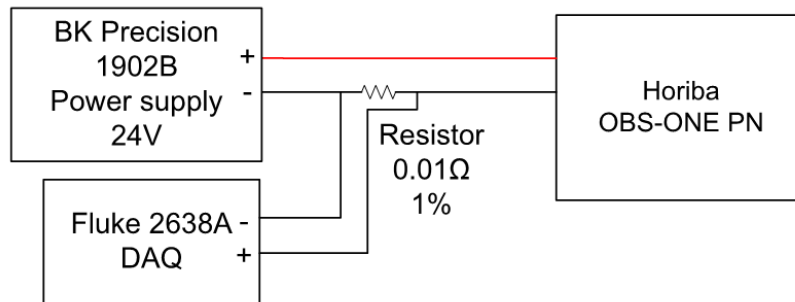 BK Precision
1902B
Power supply
24V
+
-
Horiba
OBS-ONE PN
Resistor
0.01Ω
1%
Fluke 2638A -
DAQ +